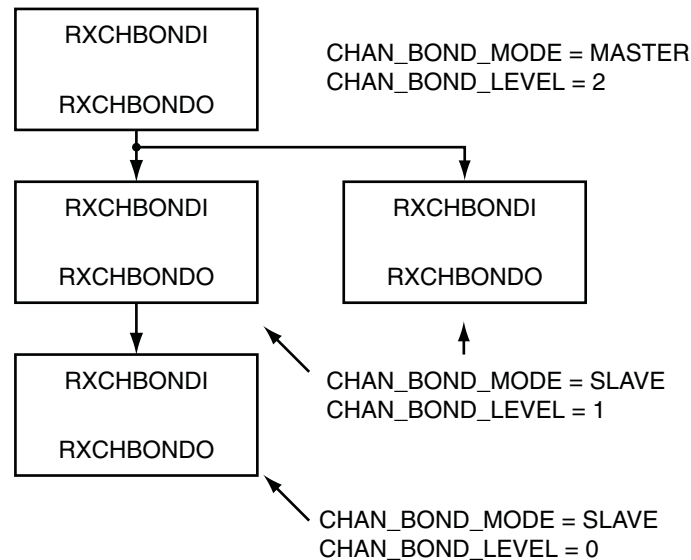 RXCHBONDI
RXCHBONDO
CHAN_BOND_MODE = MASTER
CHAN_BOND_LEVEL = 2
RXCHBONDI
RXCHBONDO
RXCHBONDI
RXCHBONDO
RXCHBONDI
RXCHBONDO
CHAN_BOND_MODE = SLAVE
CHAN_BOND_LEVEL = 1
CHAN_BOND_MODE = SLAVE
CHAN_BOND_LEVEL = 0